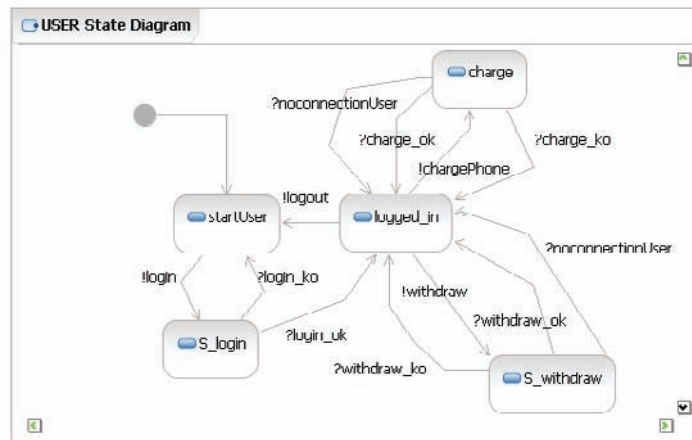 USER State Diagram
charge
?noconnectionUser
?charge_ok
?charge_ko
!chargePhone
!logout
startUser
logged_in
?noconnectionUser
!login
?login_ko
!withdraw
?withdraw_ok
?login_ok
S_login
?withdraw_ko
S_withdraw